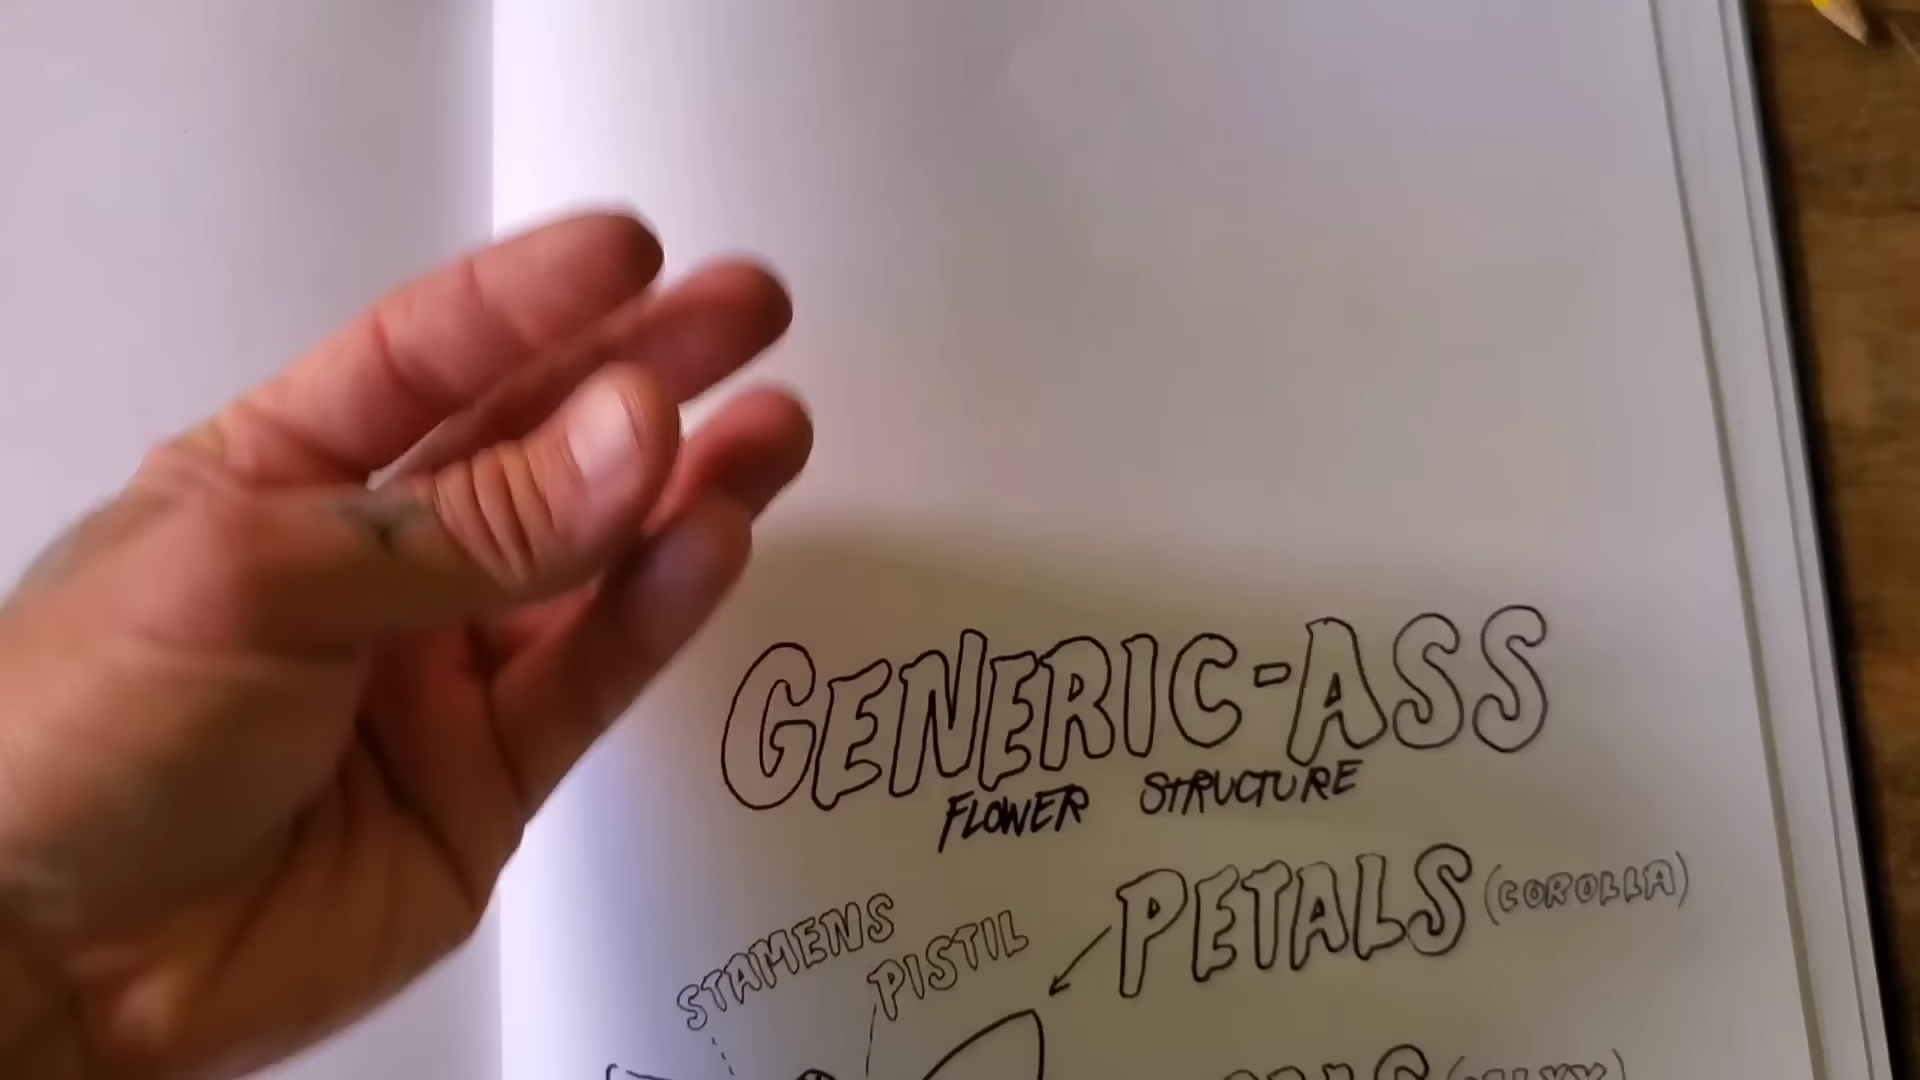 GENERIC-ASS
FLOWER STRUCTURE
PETALS (COROLLA)
STAMENS
PISTIL